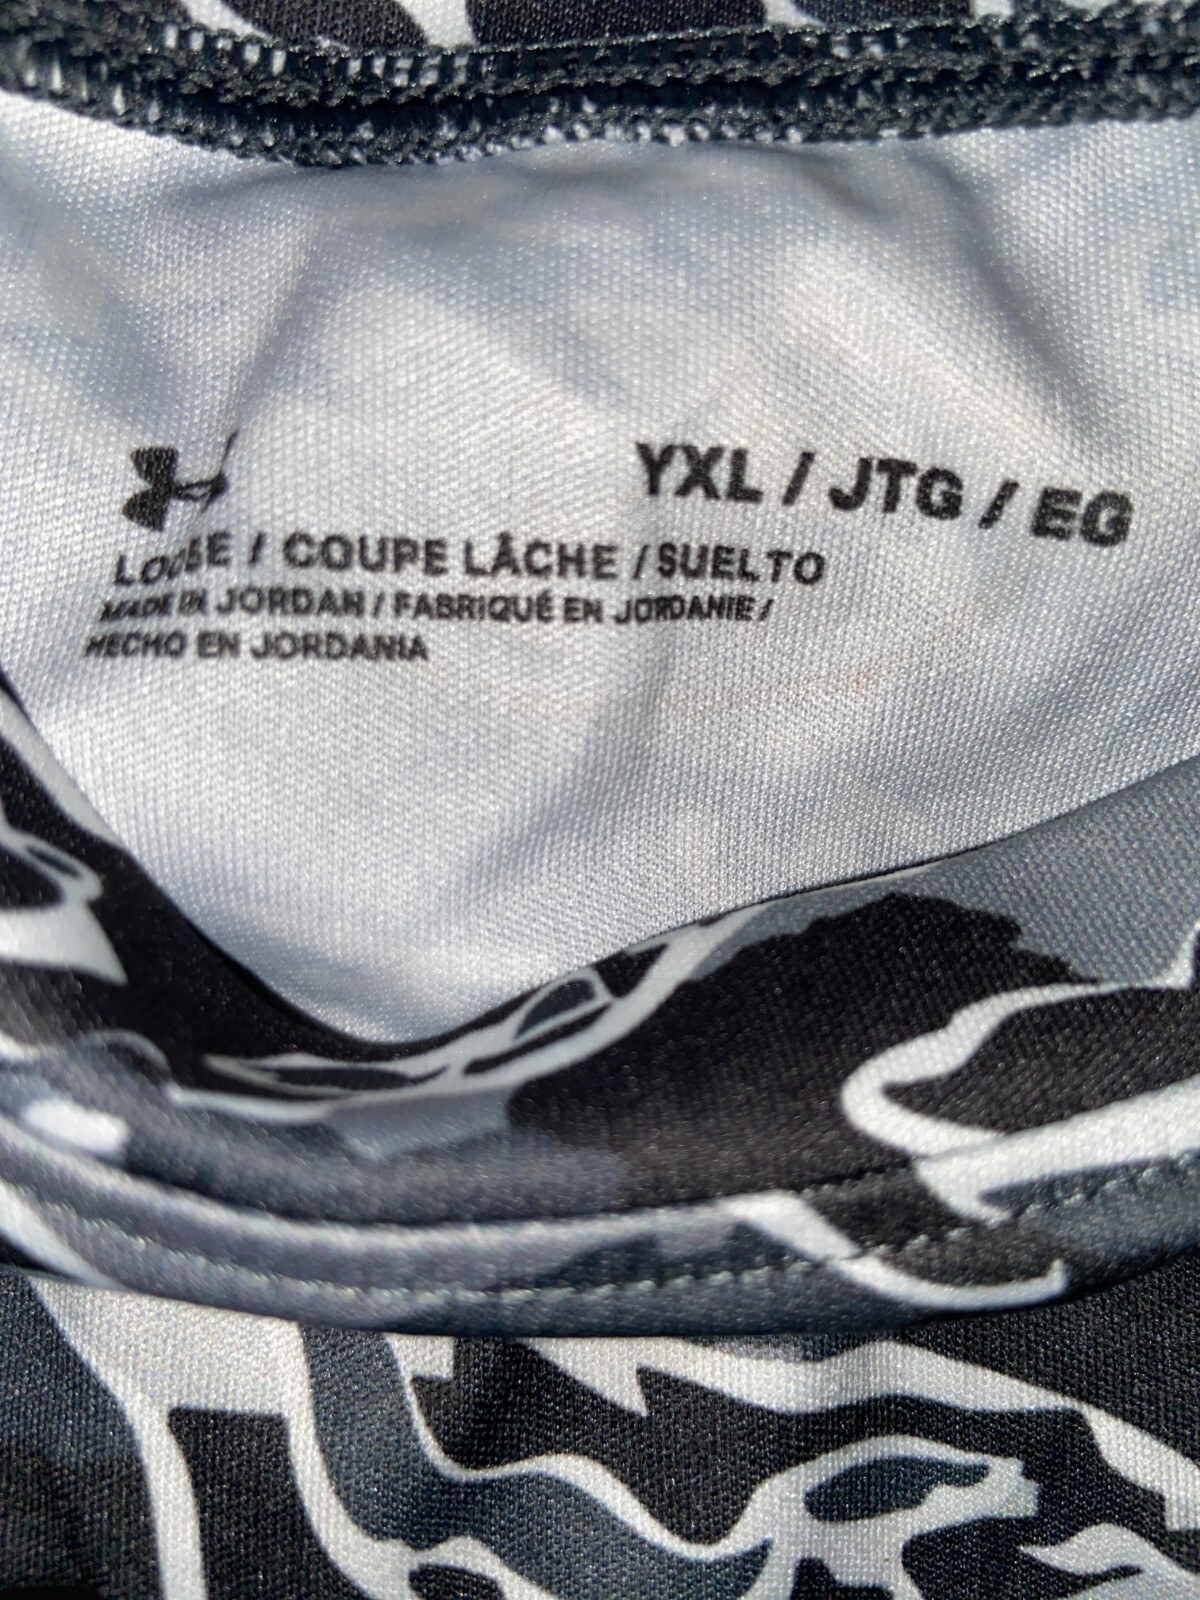 YXL / JTG / EG
LOOSE / COUPE LÂCHE / SUELTO
MADE IN JORDAN / FABRIQUÉ EN JORDANIE /
HECHO EN JORDANIA